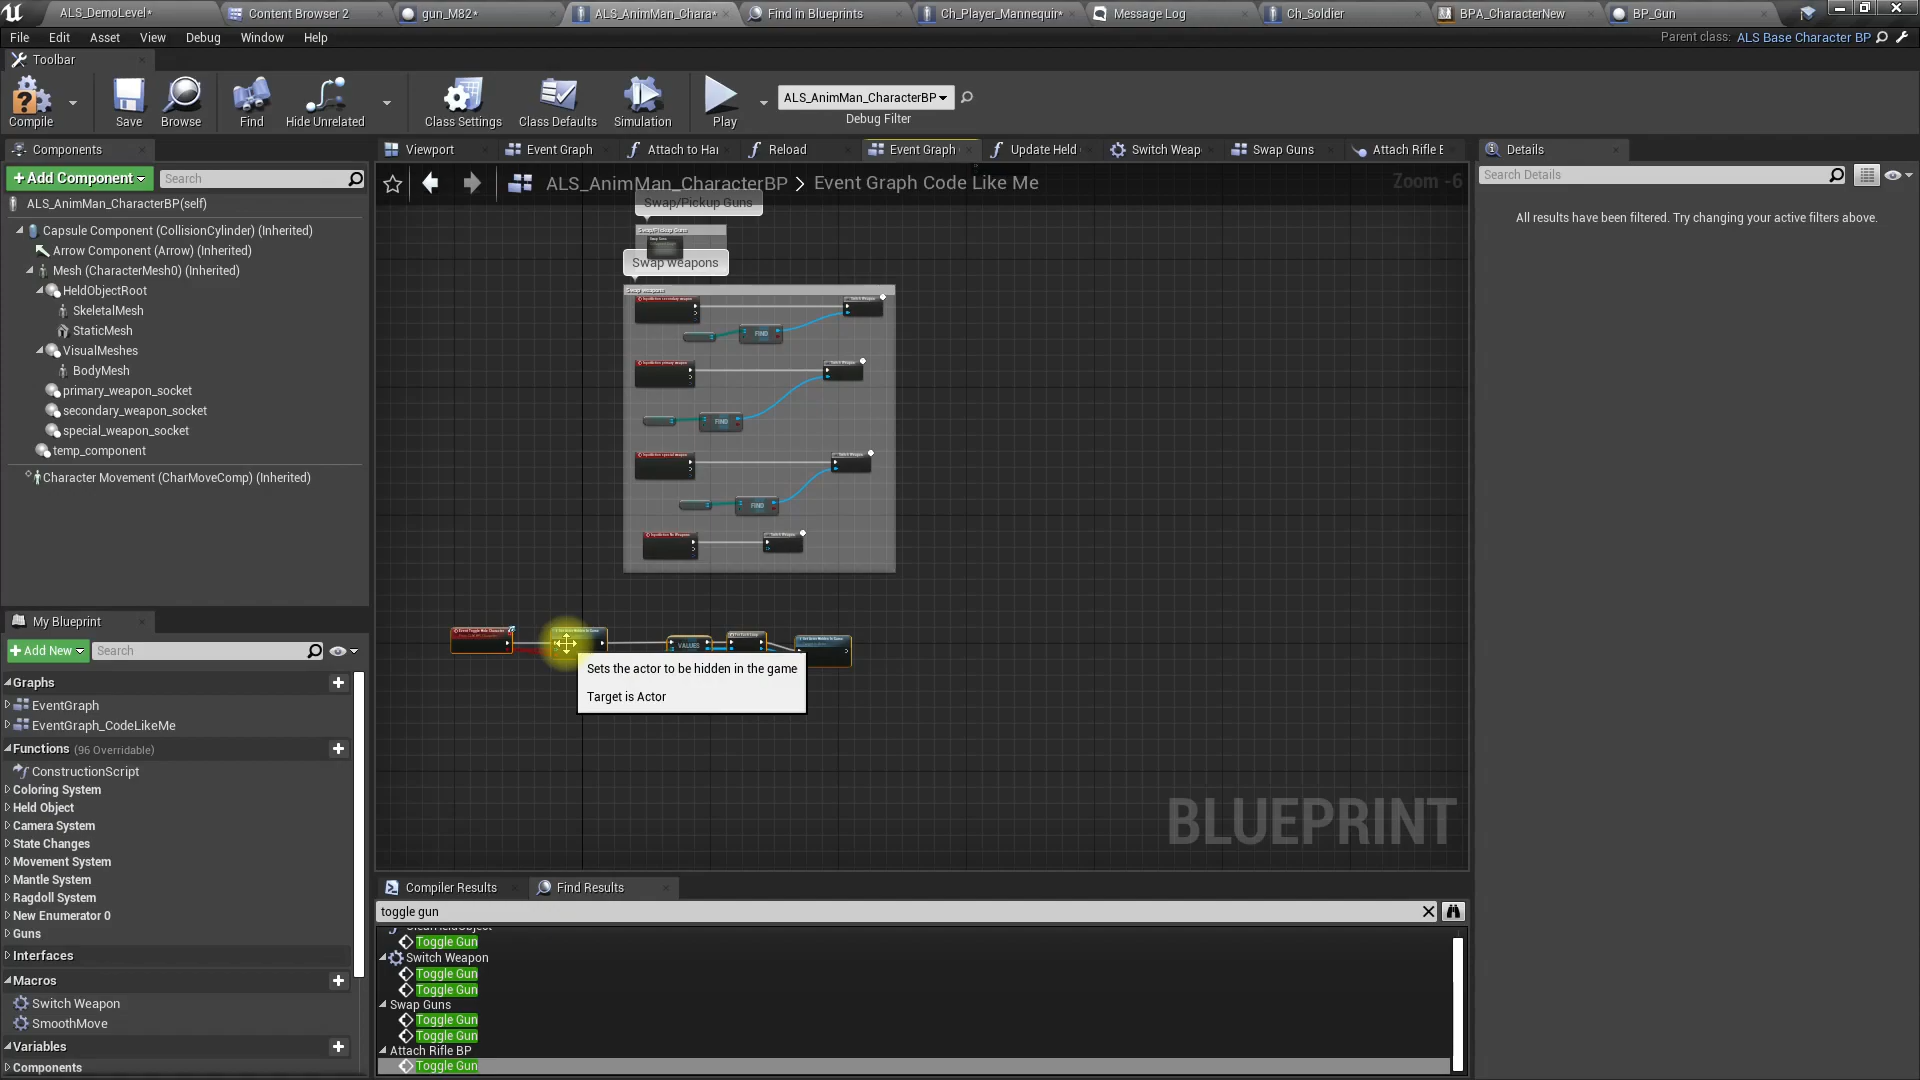 ALS_DemoLevel*
Content Browser 2
gun_M82*
ALS_AnimMan_Chara*
Find in Blueprints
Ch_Player_Mannequir*
Message Log
Ch_Soldier
BPA_CharacterNew
BP_Gun
File Edit Asset View Debug Window Help
Parent class: ALS Base Character BP
Toolbar
Compile
Save
Browse
Find
Hide Unrelated
Class Settings
Class Defaults
Simulation
Play
ALS_AnimMan_CharacterBP
Debug Filter
Components
+Add Component
Search
ALS_AnimMan_CharacterBP(self)
Capsule Component (CollisionCylinder) (Inherited)
Arrow Component (Arrow) (Inherited)
Mesh (CharacterMesh0) (Inherited)
HeldObjectRoot
SkeletalMesh
StaticMesh
VisualMeshes
BodyMesh
primary_weapon_socket
secondary_weapon_socket
special_weapon_socket
temp_component
Character Movement (CharMoveComp) (Inherited)
My Blueprint
+Add New
Search
Graphs
EventGraph
EventGraph_CodeLikeMe
Functions (96 Overridable)
ConstructionScript
Coloring System
Held Object
Camera System
State Changes
Movement System
Mantle System
Ragdoll System
New Enumerator 0
Guns
Interfaces
Macros
Switch Weapon
SmoothMove
Variables
Components
Viewport
Event Graph
Attach to Har
Reload
Event Graph
Update Held
Switch Weap
Swap Guns
Attach Rifle E
ALS_AnimMan_CharacterBP > Event Graph Code Like Me
Zoom -6
Swap/Pickup Guns
Swap/Pickup Guns
Swap weapons
Swap weapons
FIND
FIND
FIND
VALUES
Sets the actor to be hidden in the game
Target is Actor
BLUEPRINT
Compiler Results
Find Results
toggle gun
Toggle Gun
Switch Weapon
Toggle Gun
Toggle Gun
Swap Guns
Toggle Gun
Toggle Gun
Attach Rifle BP
Toggle Gun
Details
Search Details
All results have been filtered. Try changing your active filters above.